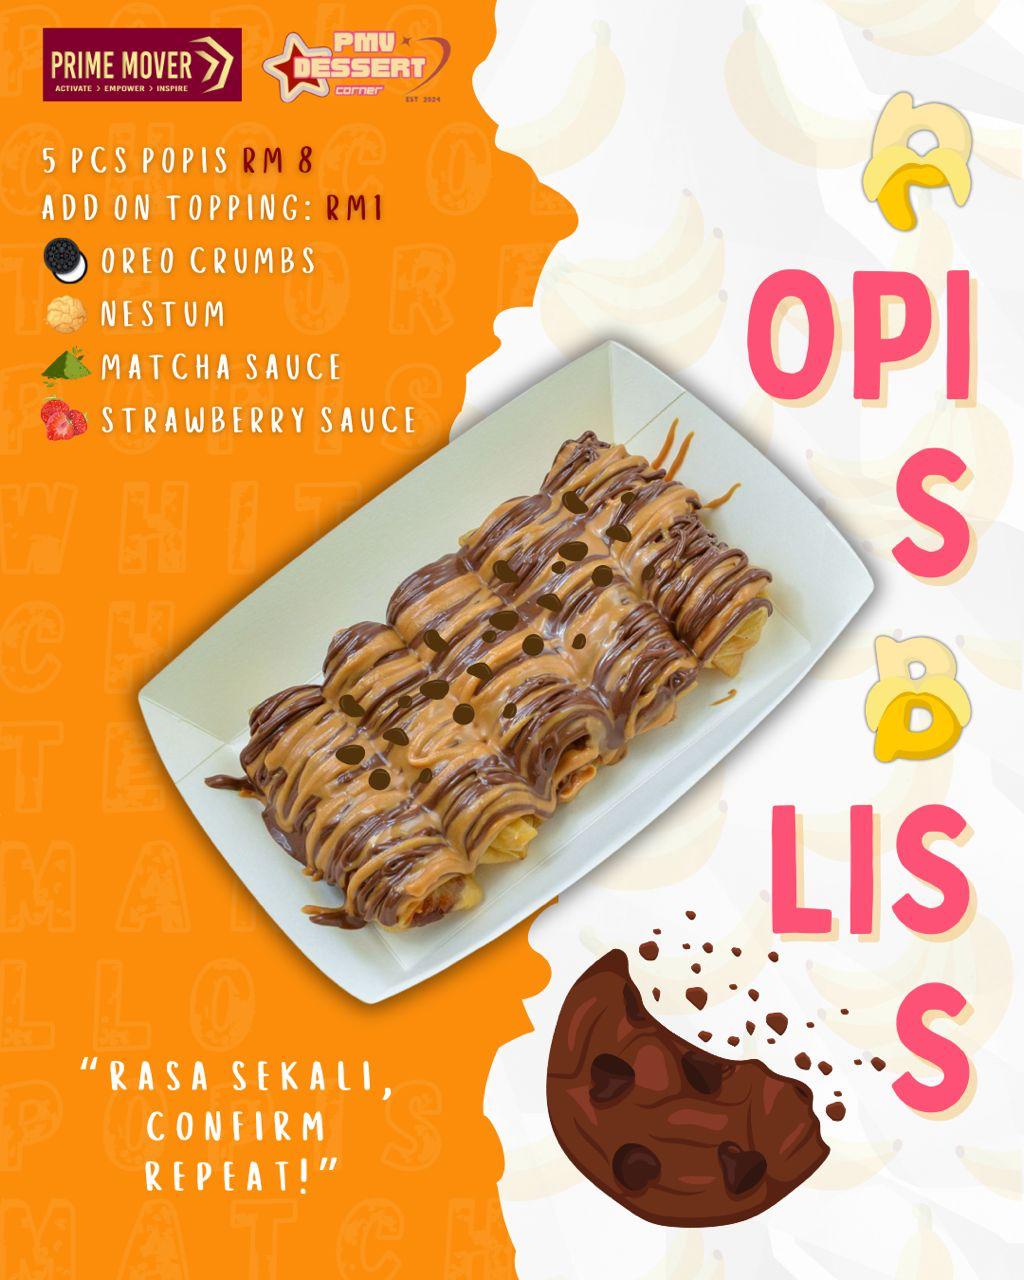 PRIME MOVER
ACTIVATE > EMPOWER > INSPIRE
PMV
DESSERT
corner
EST 2024
5 PCS POPIS RM 8
ADD ON TOPPING: RM1
OREO CRUMBS
NESTUM
MATCHA SAUCE
STRAWBERRY SAUCE
P
OPI
S
B
LIS
S
"RASA SEKALI,
CONFIRM
REPEAT!"